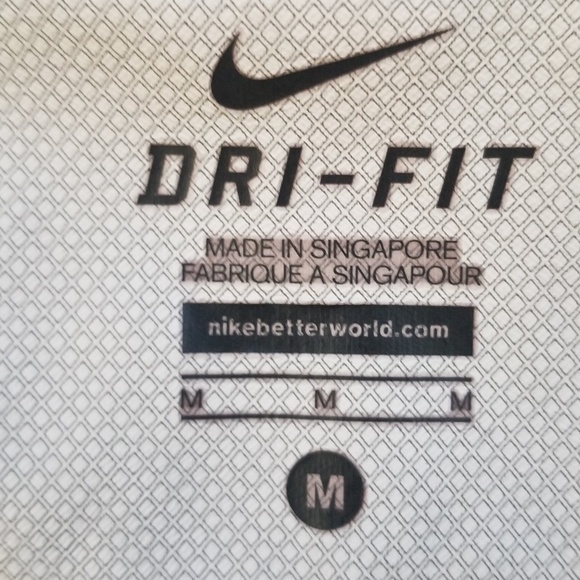 DRI-FIT
MADE IN SINGAPORE
FABRIQUE A SINGAPOUR
nikebetterworld.com
M M M
M